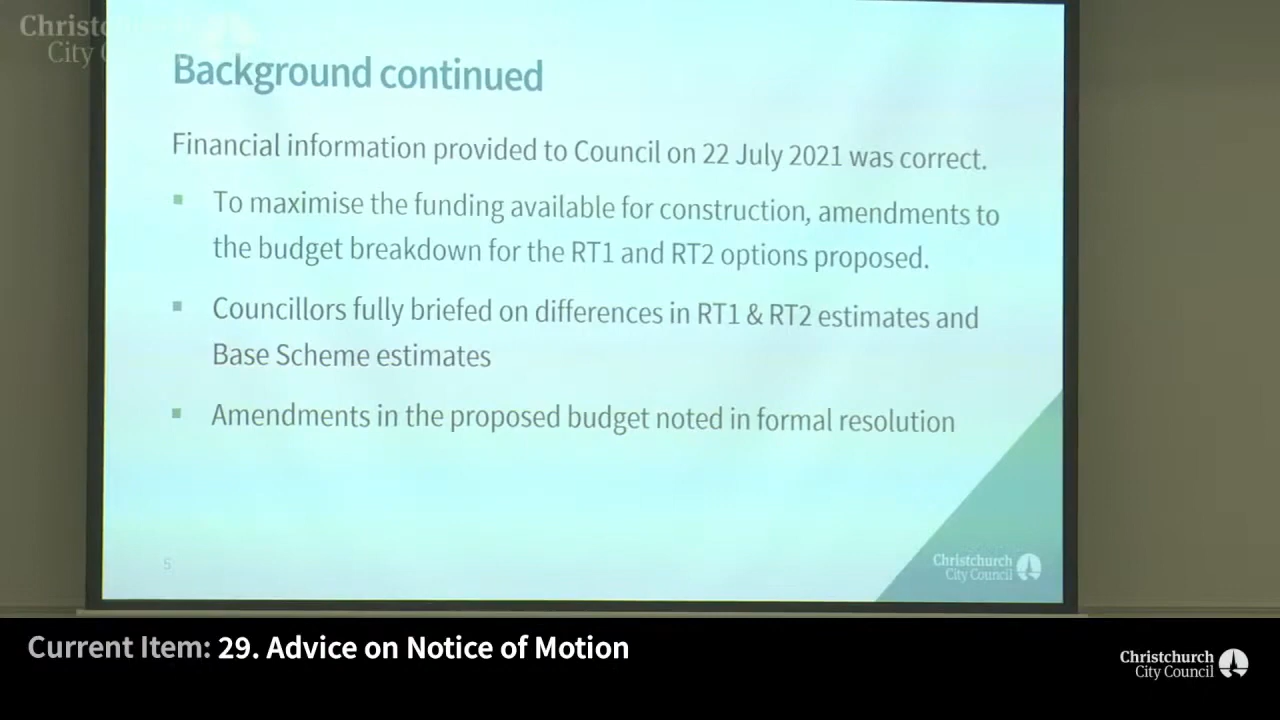 Christchurch
City
Background continued
Financial information provided to Council on 22 July 2021 was correct.
To maximise the funding available for construction, amendments to
the budget breakdown for the RT1 and RT2 options proposed.
Councillors fully briefed on differences in RT1 & RT2 estimates and
Base Scheme estimates
Amendments in the proposed budget noted in formal resolution
5
Christchurch
City Council
Current Item: 29. Advice on Notice of Motion
Christchurch
City Council